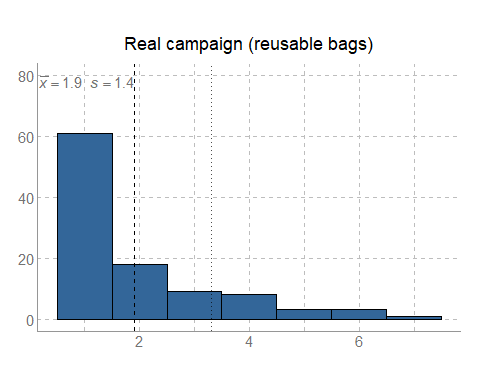 Real campaign (reusable bags)
80
x̅ = 1.9 s = 1.4
60
40
20
0
2 4 6